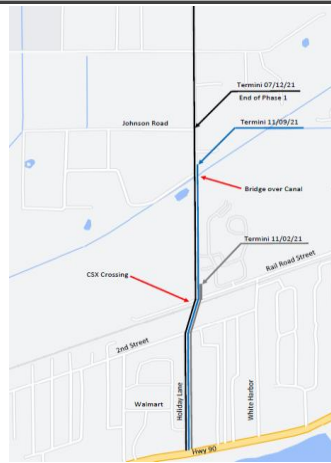 Termini 07/12/21
End of Phase 1
Johnson Road
Termini 11/09/21
Bridge over Canal
Termini 11/02/21
Rail Road Street
CSX Crossing
2nd Street
Walmart
Holiday Lane
White Harbor
Hwy 90